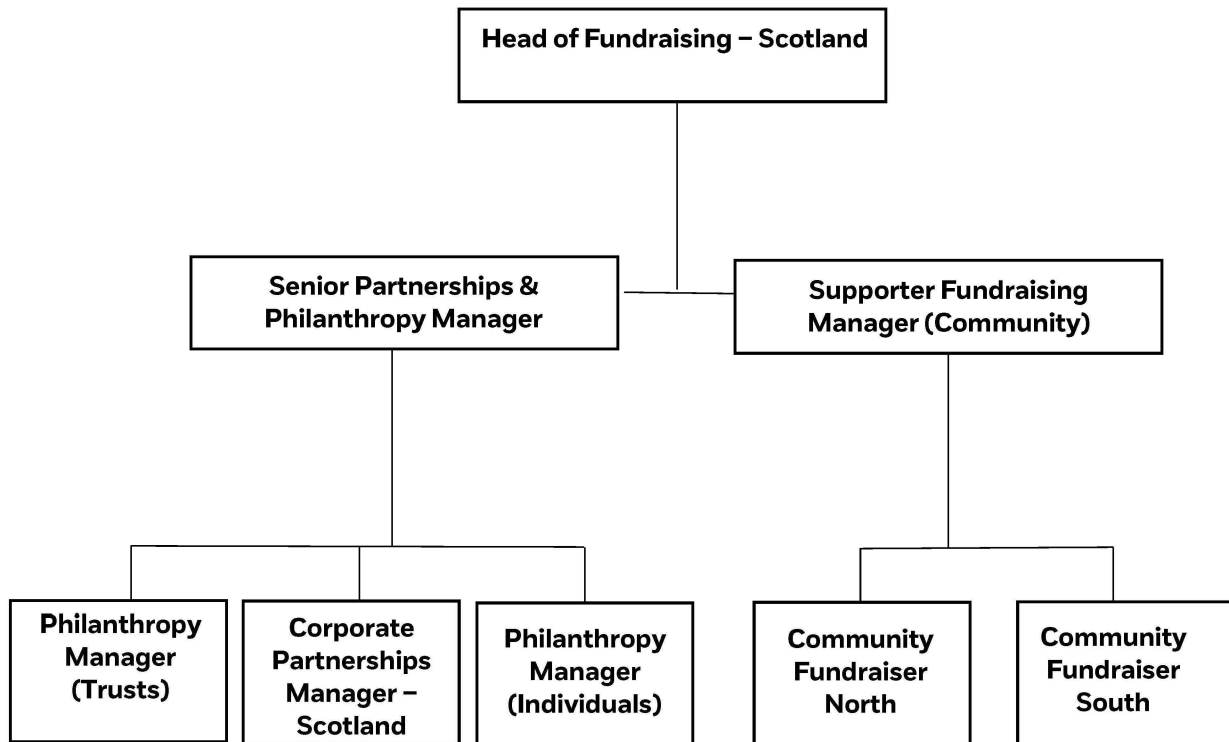 Head of Fundraising – Scotland
Senior Partnerships &
Philanthropy Manager
Supporter Fundraising
Manager (Community)
Philanthropy
Manager
(Trusts)
Corporate
Partnerships
Manager –
Scotland
Philanthropy
Manager
(Individuals)
Community
Fundraiser
North
Community
Fundraiser
South